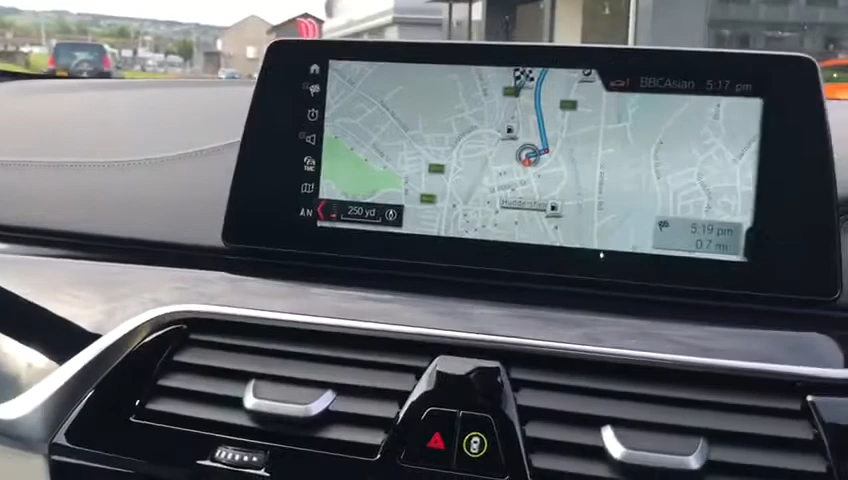 BBCAsian 5:17 pm
TMC
Huddersfield
AN
250 yd
5:19 pm
0.7 mi